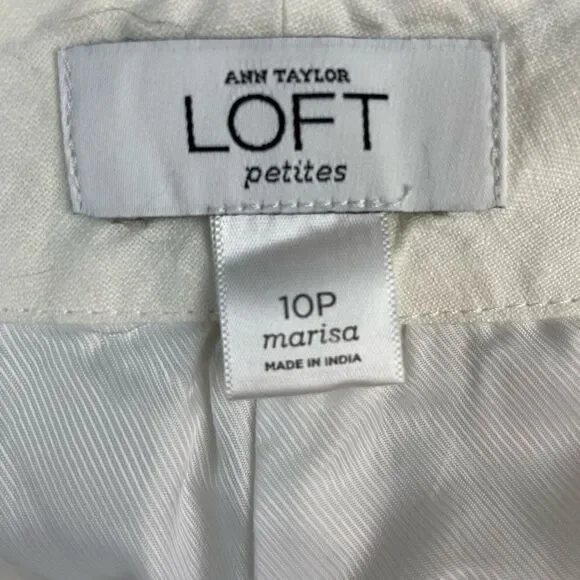 ANN TAYLOR
LOFT
petites
10P
marisa
MADE IN INDIA